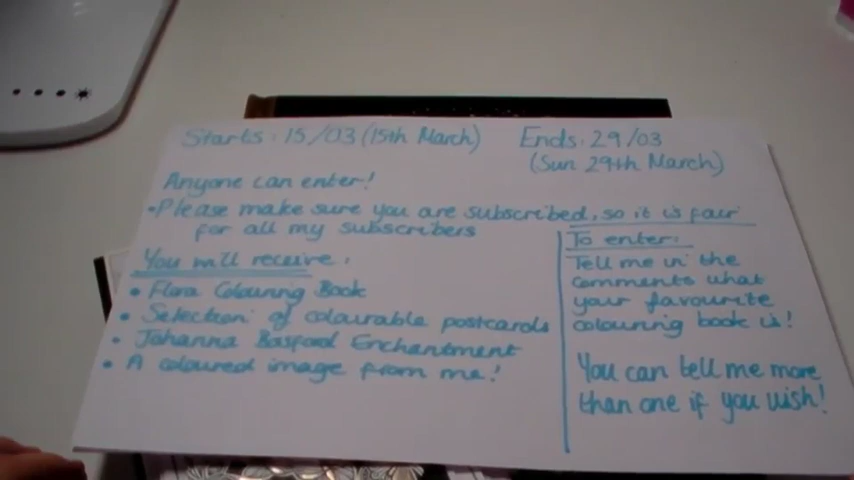 Starts: 15/03 (15th March)
Ends: 29/03
(Sun 29th March)
Anyone can enter!
•Please make sure you are subscribed, so it is fair
for all my subscribers
You will receive:
• Flora Colouring Book
• Selection of colourable postcards
• Johanna Basford Enchantment
• A coloured image from me!
To enter:
Tell me in the
comments what
your favourite
colouring book is!
You can tell me more
than one if you wish!